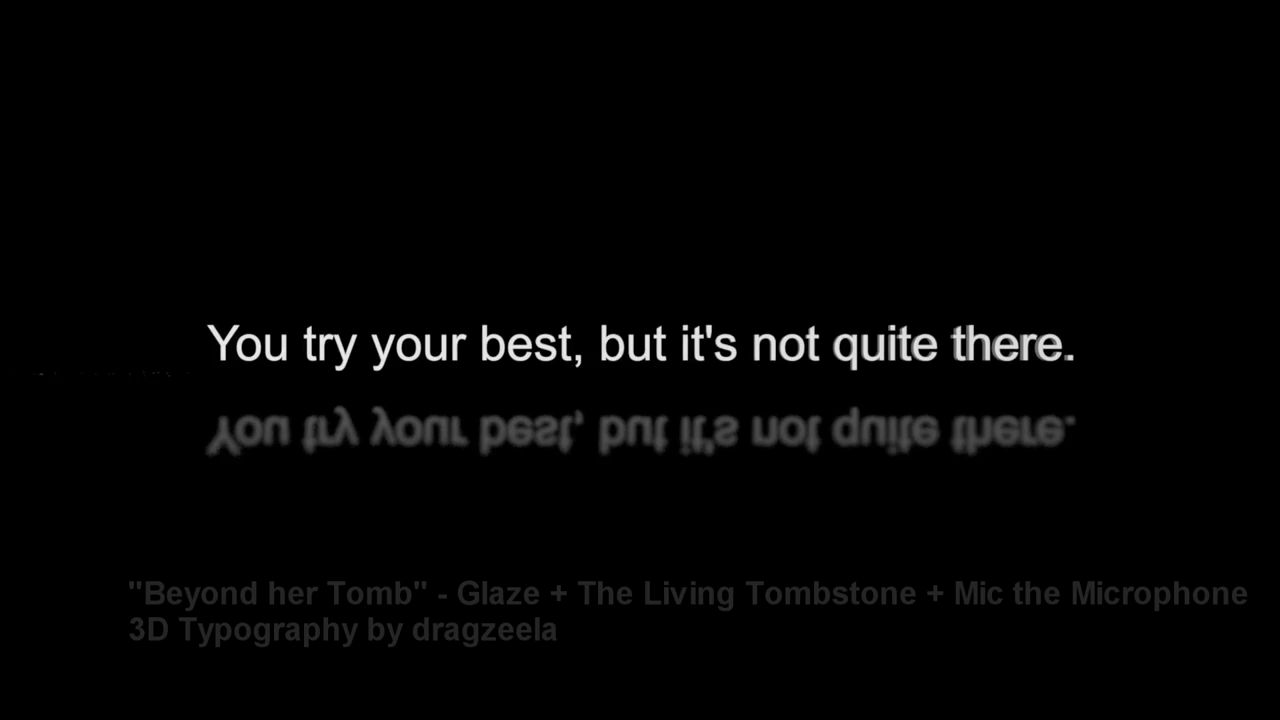 You try your best, but it's not quite there.
"Beyond her Tomb" - Glaze + The Living Tombstone + Mic the Microphone
3D Typography by dragzeela